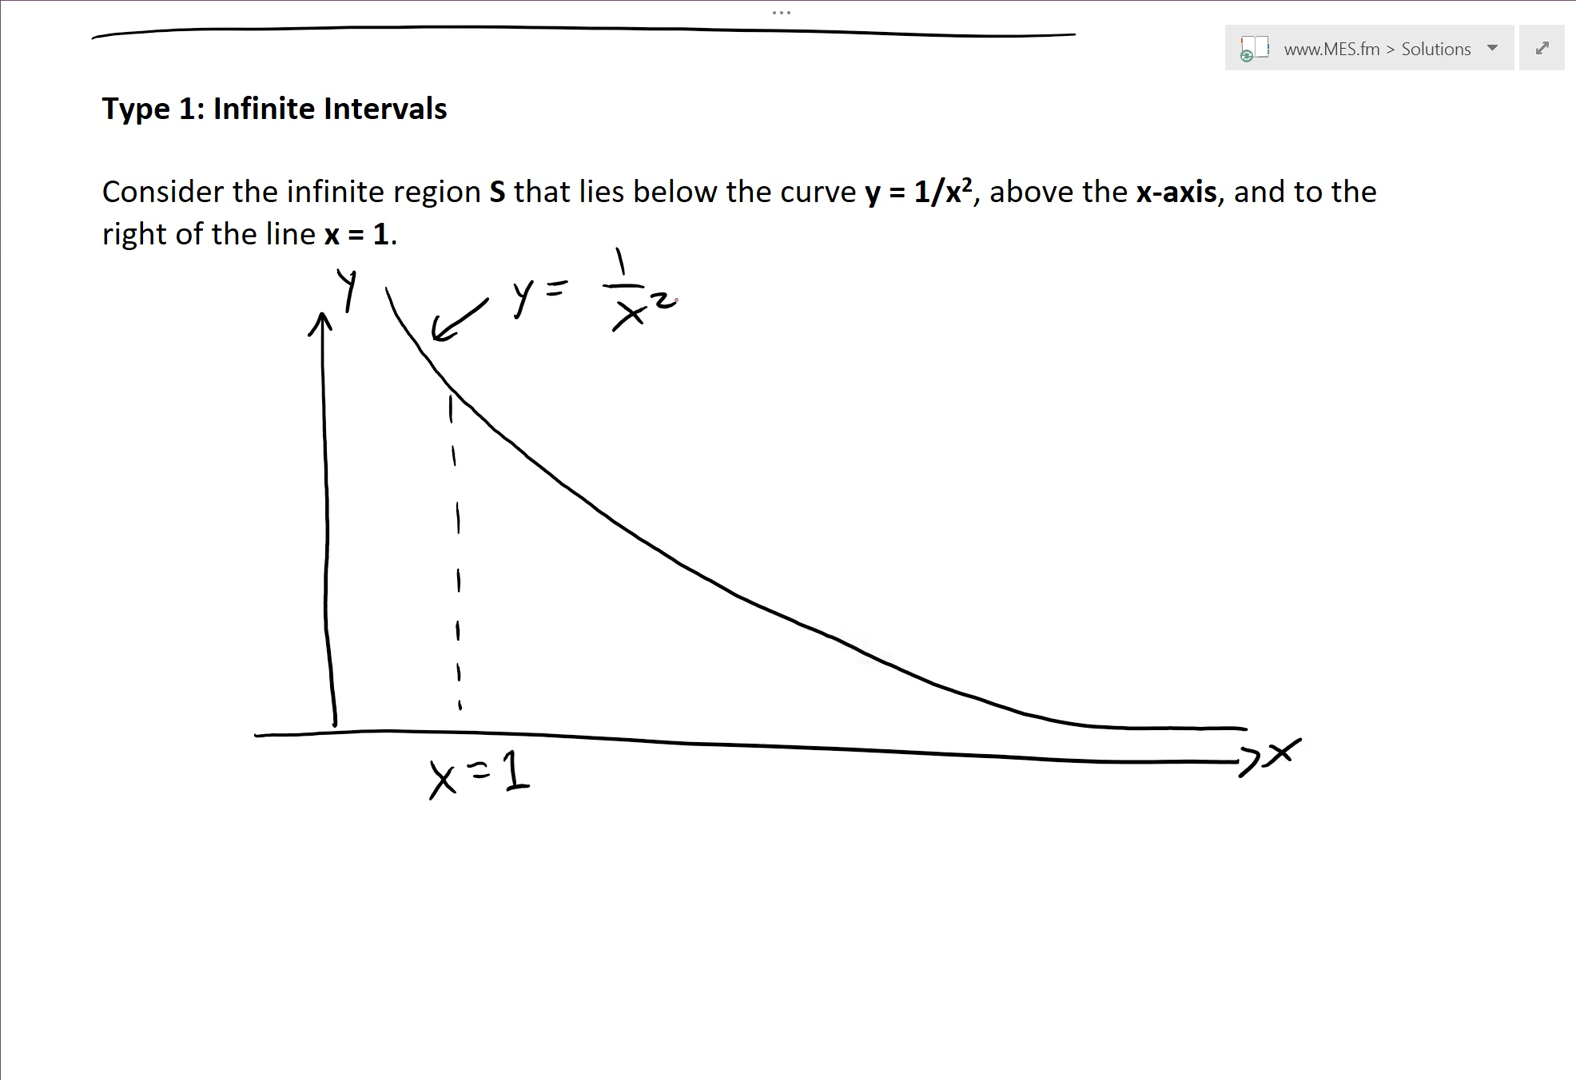 www.MES.fm > Solutions
Type 1: Infinite Intervals
Consider the infinite region S that lies below the curve y = 1/x², above the x-axis, and to the
right of the line x = 1.
y
y = 1/x²
x = 1
x